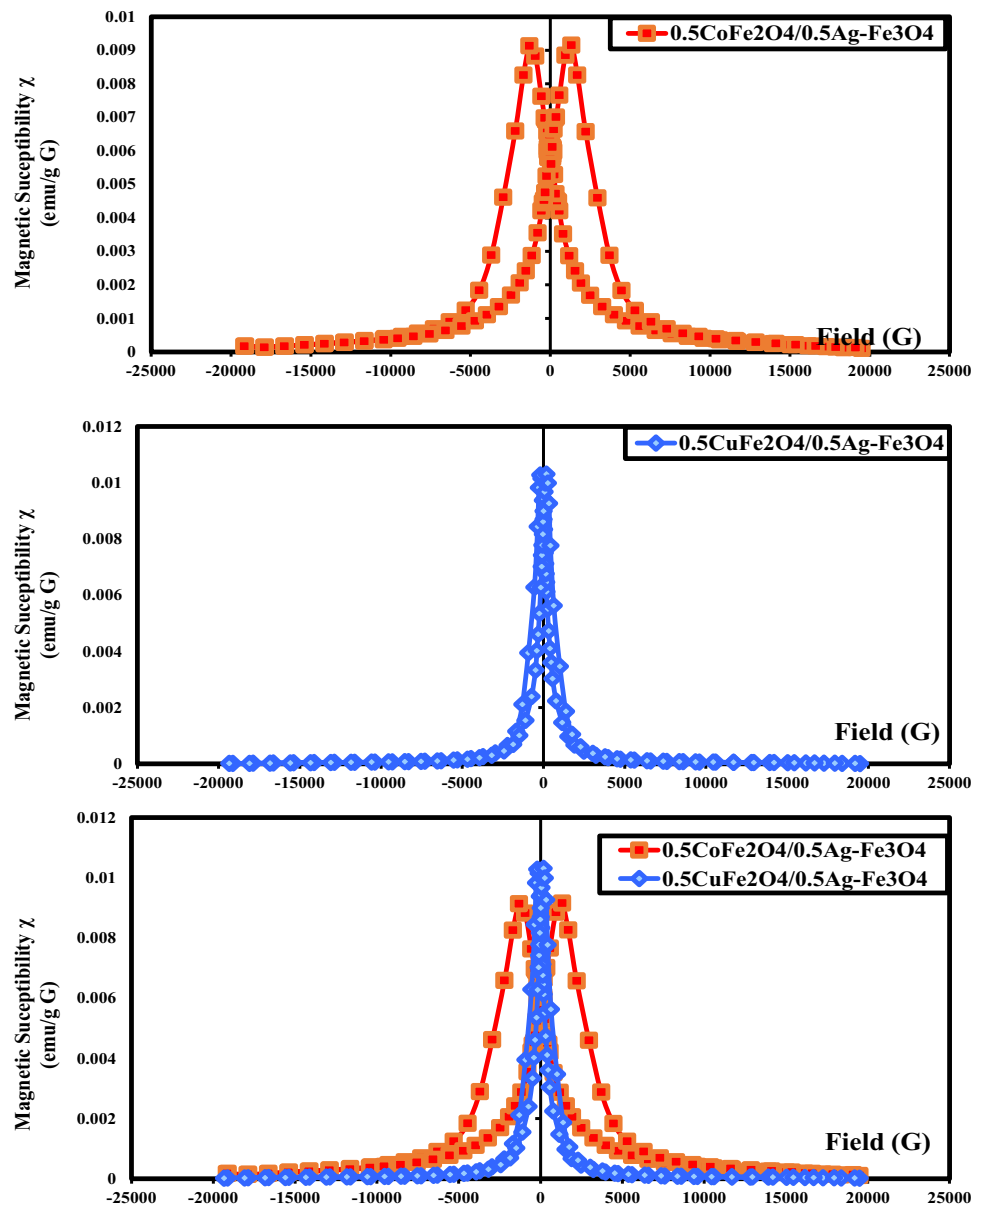 0.01
0.009
0.008
0.007
0.006
0.005
0.004
0.003
0.002
0.001
0
Magnetic Suceptibility χ
(emu/g G)
0.5CoFe2O4/0.5Ag-Fe3O4
Field (G)
-25000 -20000 -15000 -10000 -5000 0 5000 10000 15000 20000 25000
0.012
0.01
0.008
0.006
0.004
0.002
0
Magnetic Suceptibility χ
(emu/g G)
0.5CuFe2O4/0.5Ag-Fe3O4
Field (G)
-25000 -20000 -15000 -10000 -5000 0 5000 10000 15000 20000 25000
0.012
0.01
0.008
0.006
0.004
0.002
0
Magnetic Suceptibility χ
(emu/g G)
0.5CoFe2O4/0.5Ag-Fe3O4
0.5CuFe2O4/0.5Ag-Fe3O4
Field (G)
-25000 -20000 -15000 -10000 -5000 0 5000 10000 15000 20000 25000